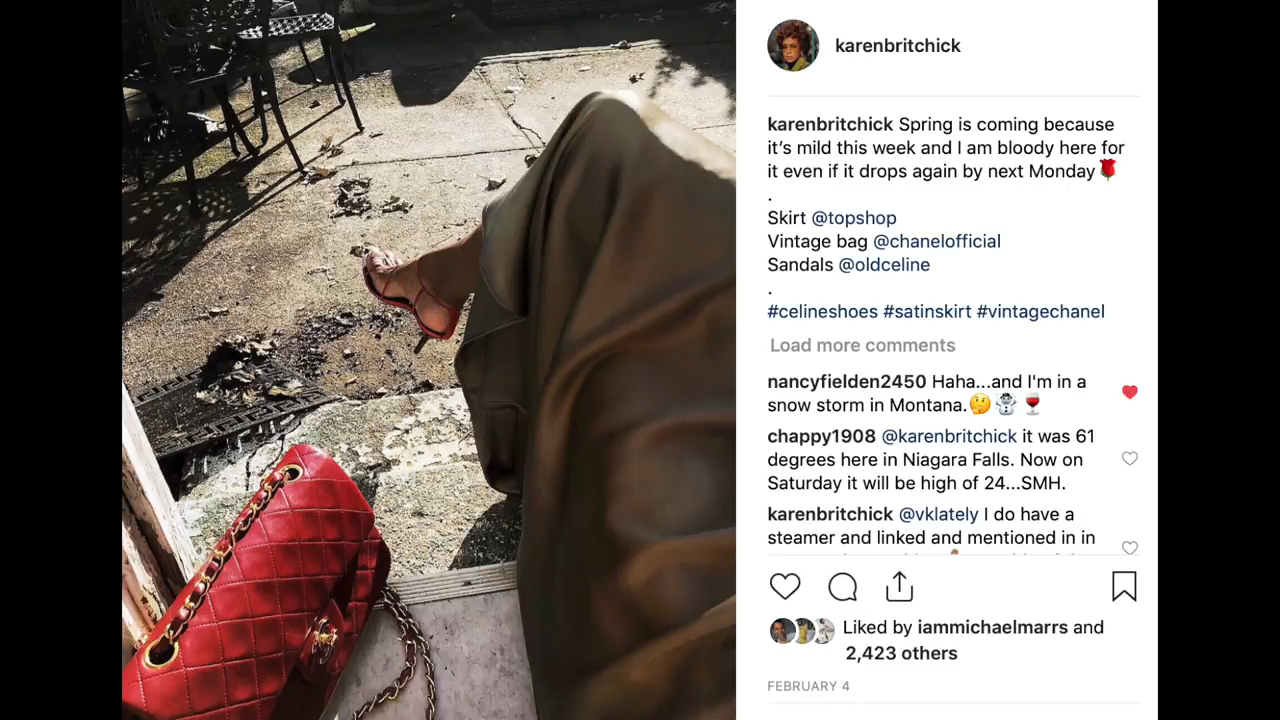 karenbritchick
karenbritchick Spring is coming because
it’s mild this week and I am bloody here for
it even if it drops again by next Monday🌹
.
Skirt @topshop
Vintage bag @chanelofficial
Sandals @oldceline
.
#celineshoes #satinskirt #vintagechanel
Load more comments
nancyfielden2450 Haha...and I'm in a
snow storm in Montana.🤔☃️🍷
chappy1908 @karenbritchick it was 61
degrees here in Niagara Falls. Now on
Saturday it will be high of 24...SMH.
karenbritchick @vklately I do have a
steamer and linked and mentioned in in
Liked by iammichaelmarrs and
2,423 others
FEBRUARY 4